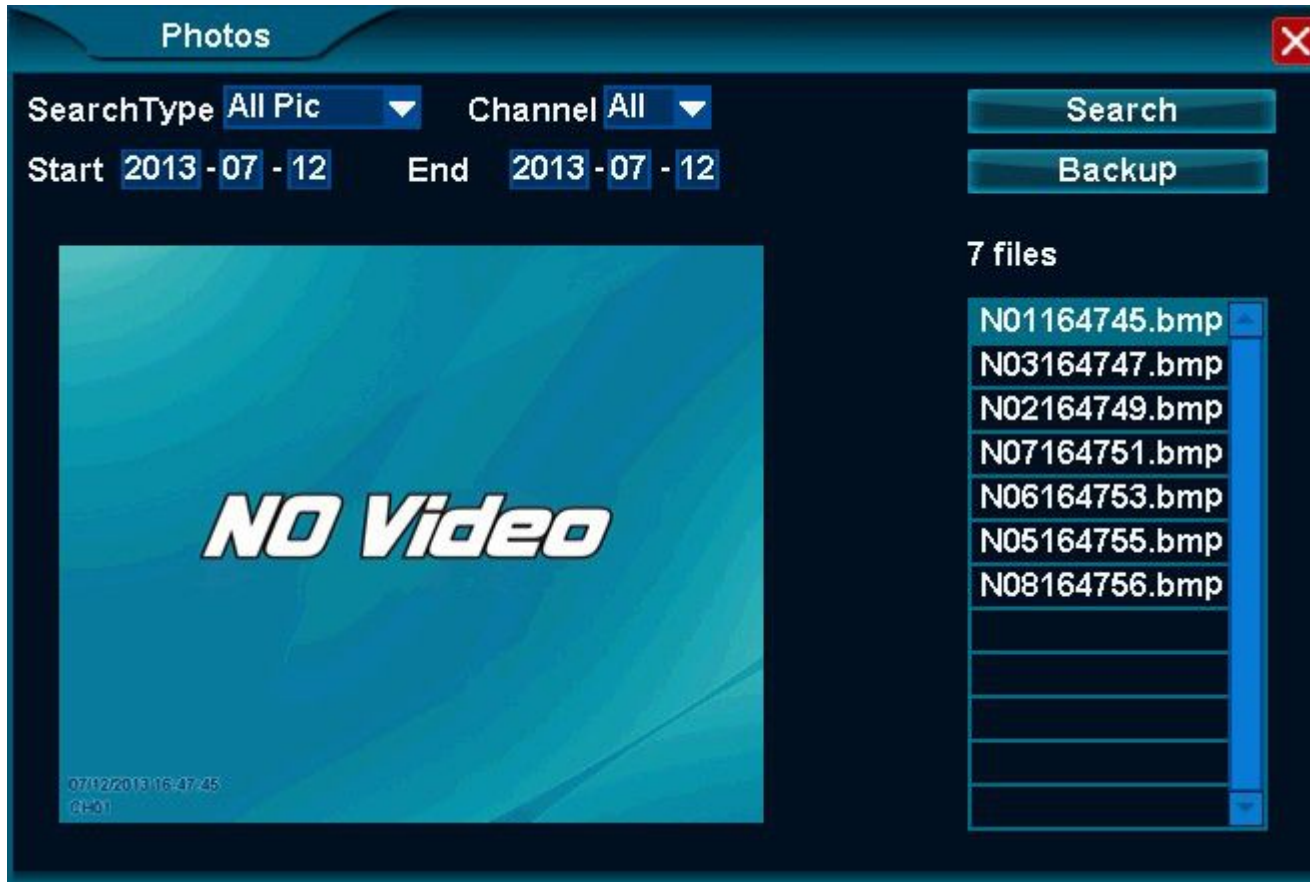 Photos
SearchType All Pic Channel All Search
Start 2013 - 07 - 12 End 2013 - 07 - 12 Backup
7 files
N01164745.bmp
N03164747.bmp
N02164749.bmp
N07164751.bmp
N06164753.bmp
N05164755.bmp
N08164756.bmp
NO Video
07/12/2013 16-47-45
CH01